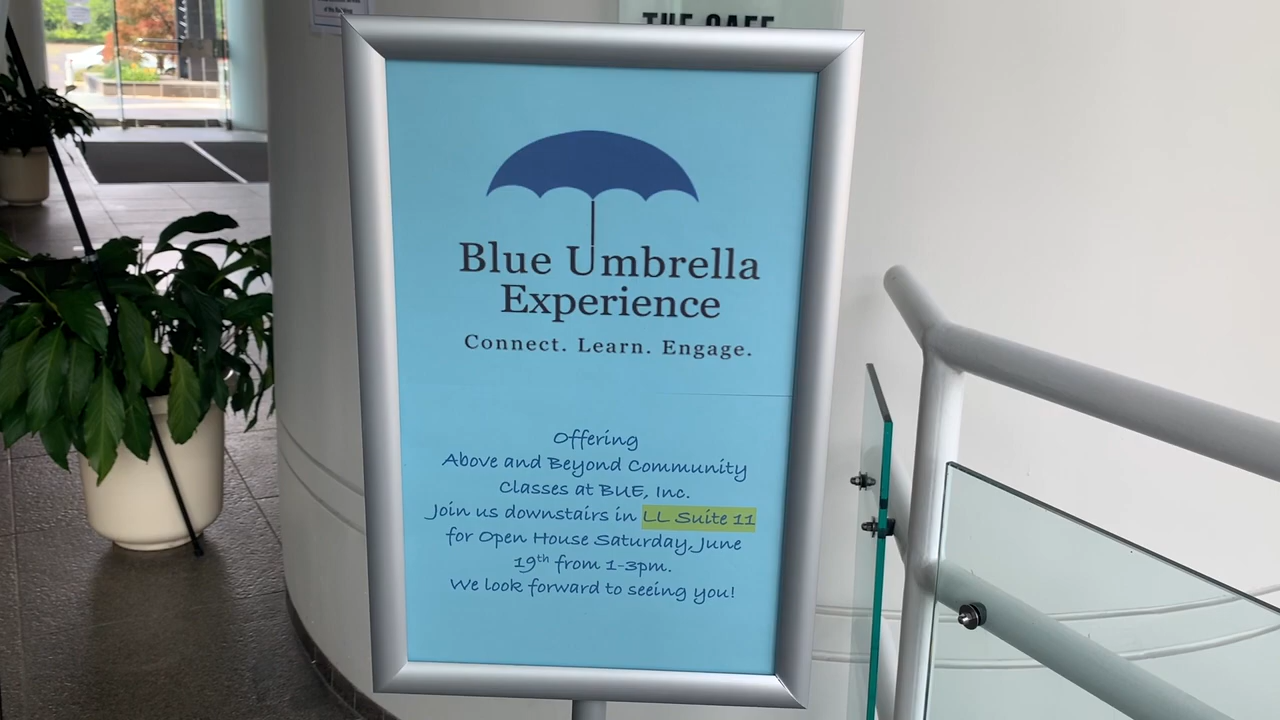 THE CAFE
Blue Umbrella
Experience
Connect. Learn. Engage.
Offering
Above and Beyond Community
Classes at BUE, Inc.
Join us downstairs in LL Suite 11
for Open House Saturday, June
19th from 1-3pm.
We look forward to seeing you!